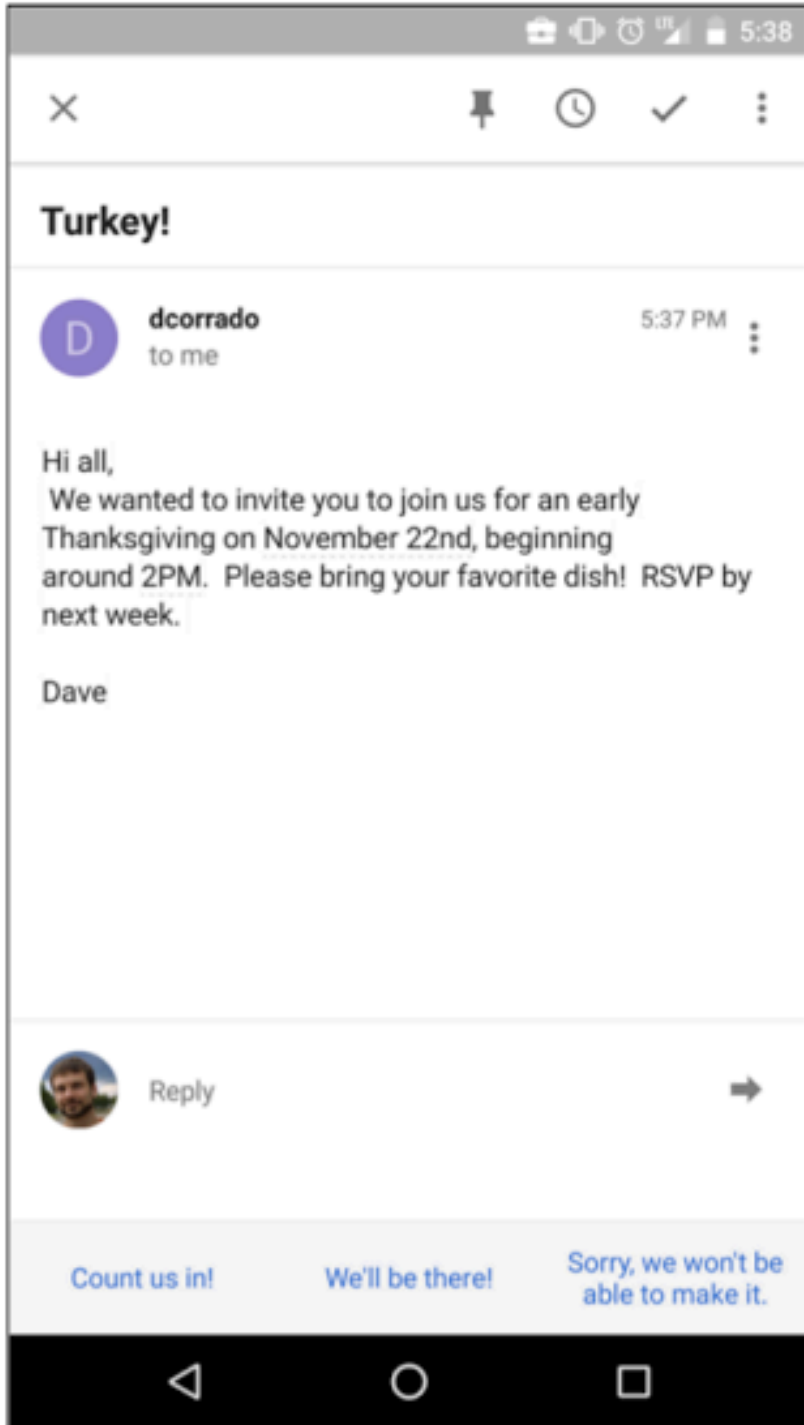 LTE 5:38
Turkey!
D
dcorrado
5:37 PM
to me
Hi all,
We wanted to invite you to join us for an early
Thanksgiving on November 22nd, beginning
around 2PM.  Please bring your favorite dish!  RSVP by
next week.
Dave
Reply
Count us in!
We'll be there!
Sorry, we won't be
able to make it.